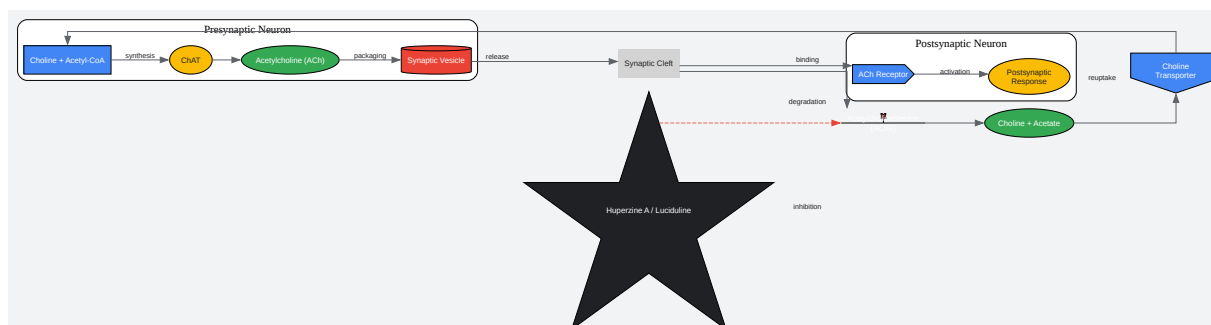 Presynaptic Neuron
Choline + Acetyl-CoA
synthesis
ChAT
Acetylcholine (ACh)
packaging
Synaptic Vesicle
release
Synaptic Cleft
binding
Postsynaptic Neuron
ACh Receptor
activation
Postsynaptic
Response
reuptake
Choline
Transporter
degradation
Choline + Acetate
Huperzine A / Luciduline
inhibition